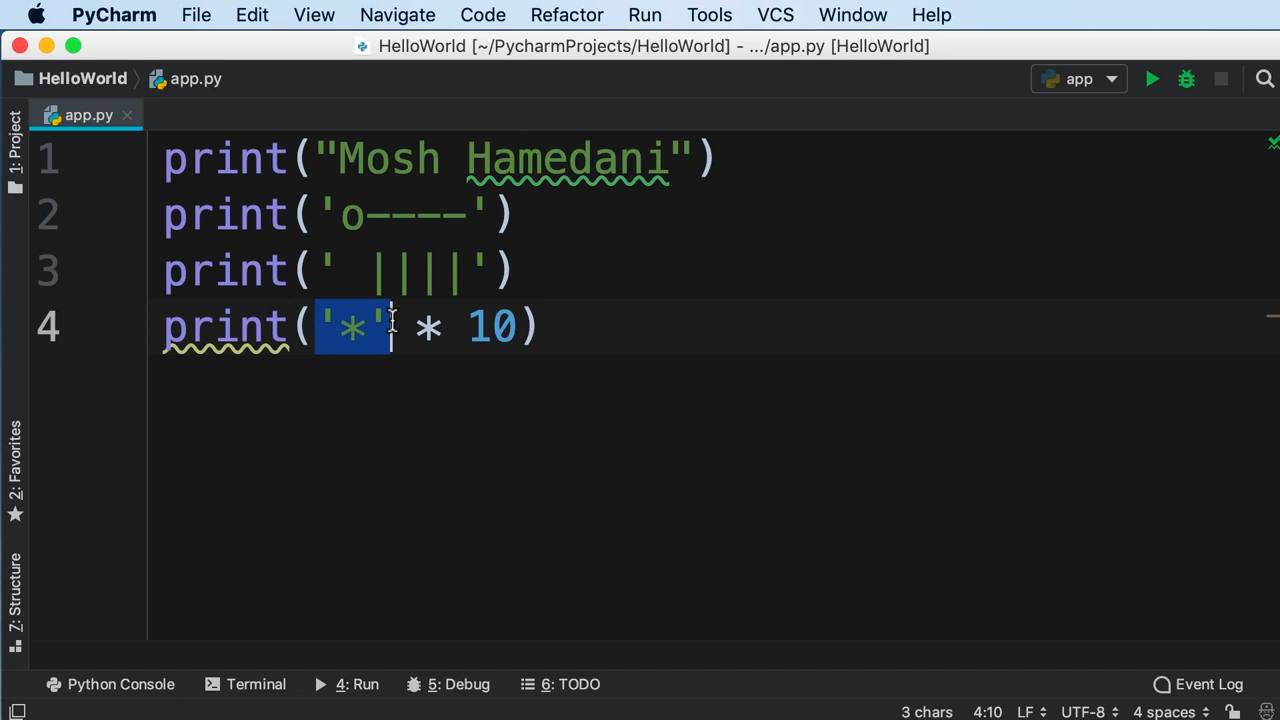 PyCharm File Edit View Navigate Code Refactor Run Tools VCS Window Help
HelloWorld [~/PycharmProjects/HelloWorld] - .../app.py [HelloWorld]
HelloWorld app.py app
1: Project
app.py
1 print("Mosh Hamedani")
2 print('o----')
3 print(' ||||')
4 print('*' * 10)
2: Favorites
7: Structure
Python Console Terminal 4: Run 5: Debug 6: TODO Event Log
3 chars 4:10 LF UTF-8 4 spaces